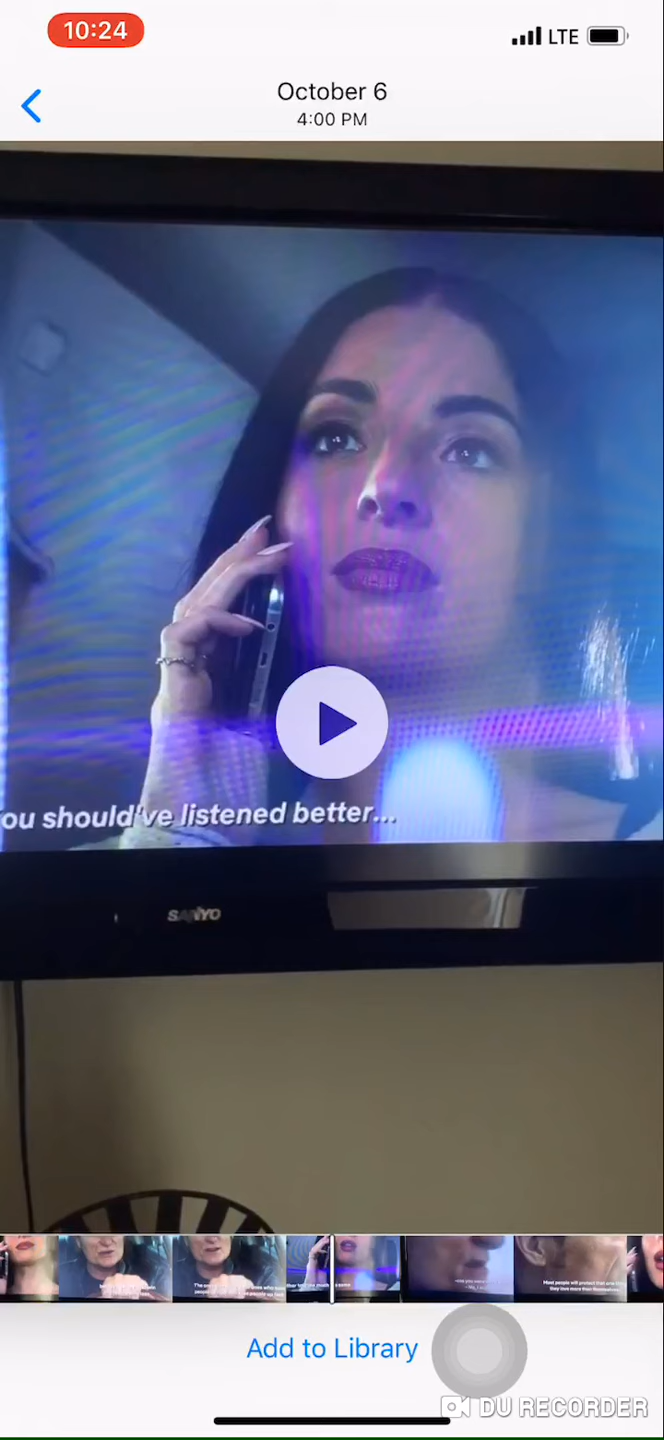 10:24
LTE
October 6
4:00 PM
ou should've listened better...
SANYO
Add to Library
DU RECORDER